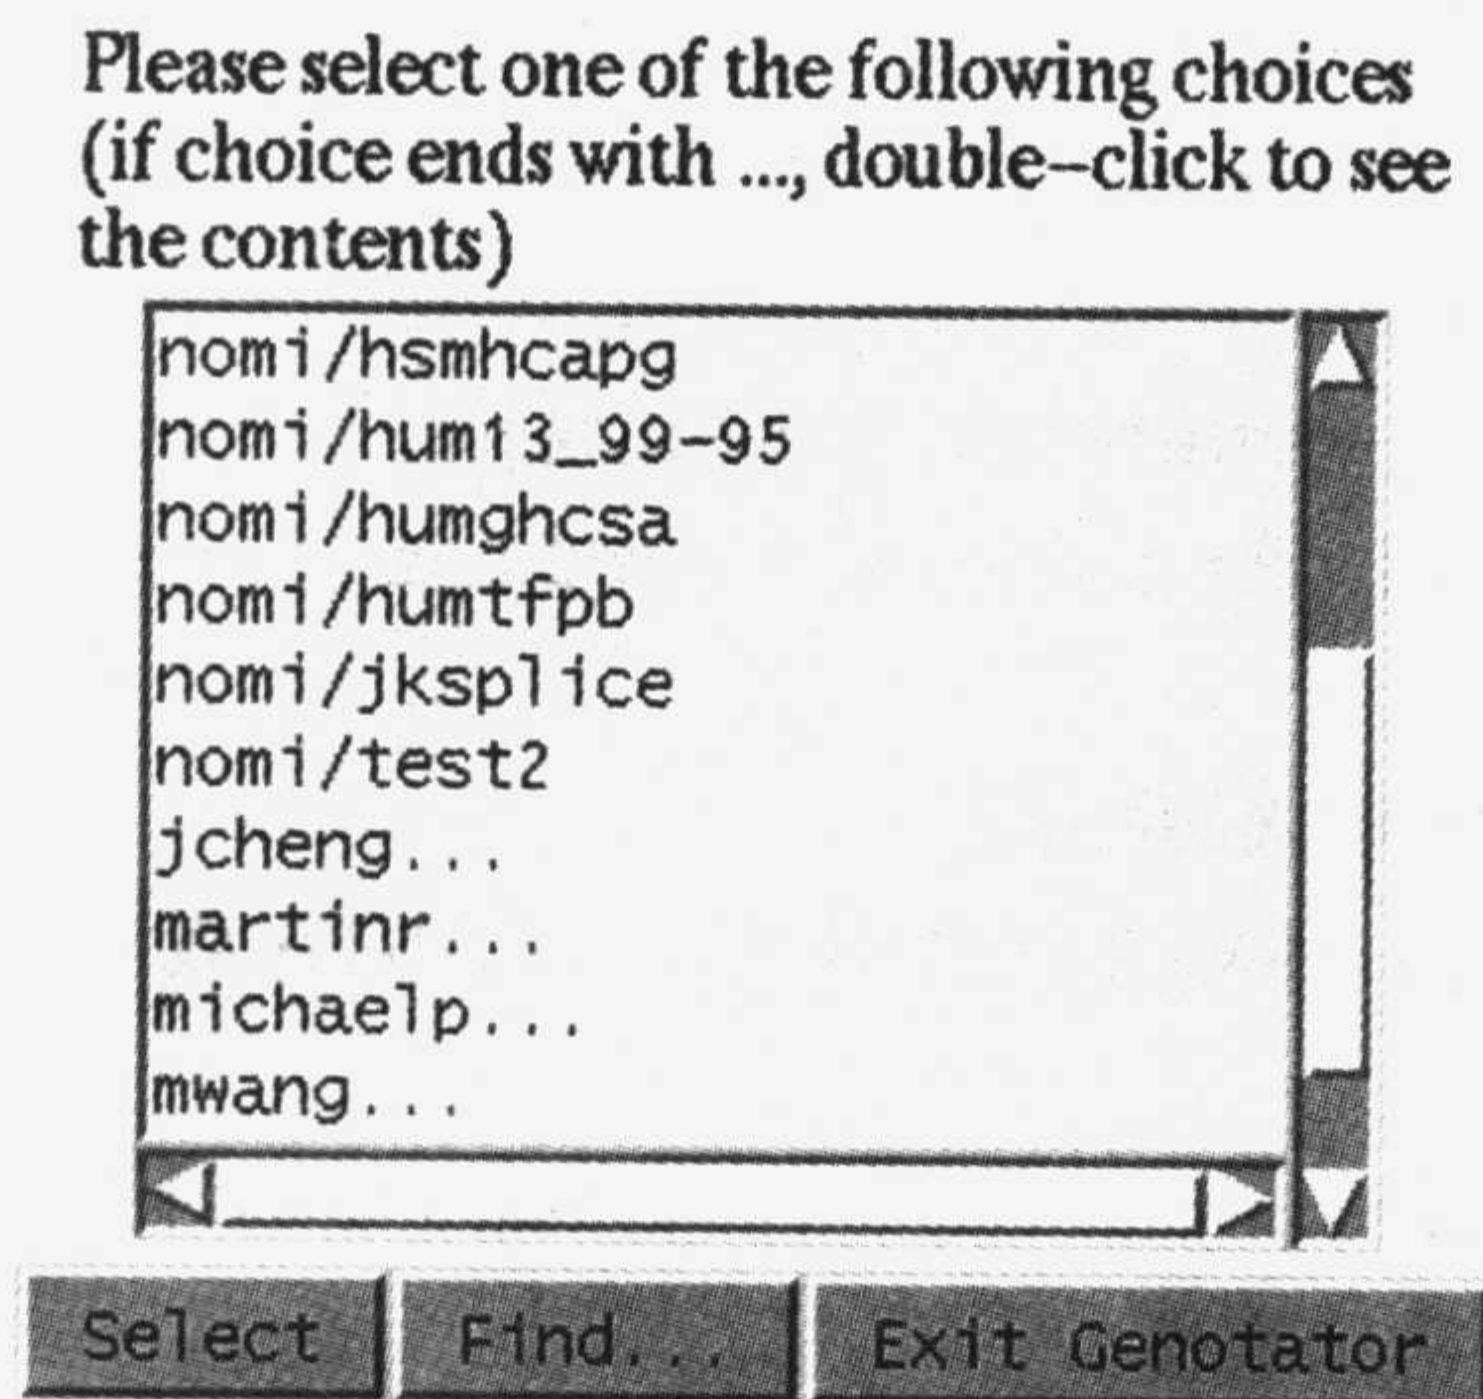 Please select one of the following choices
(if choice ends with ..., double-click to see
the contents)
nomi/hsmhcapg
nomi/hum13_99-95
nomi/humghcsa
nomi/humtfpb
nomi/jksplice
nomi/test2
jcheng...
martinr...
michaelp...
mwang...
Select Find... Exit Genotator